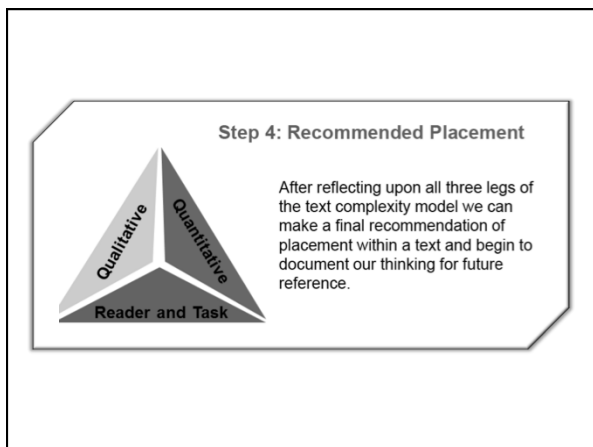 Step 4: Recommended Placement
After reflecting upon all three legs of
the text complexity model we can
make a final recommendation of
placement within a text and begin to
document our thinking for future
reference.
Qualitative
Quantitative
Reader and Task